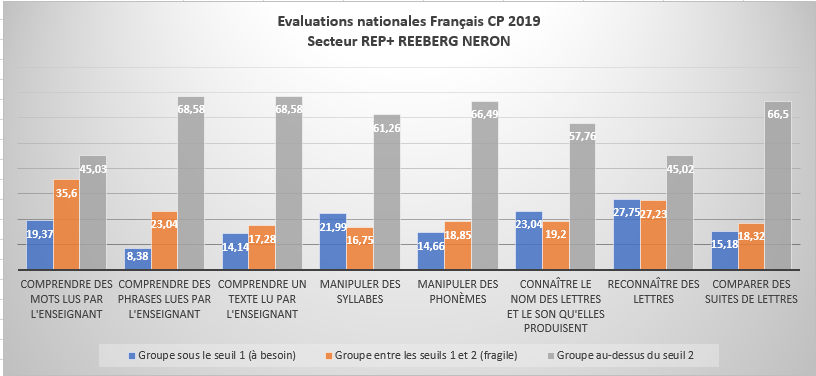 Evaluations nationales Français CP 2019
Secteur REP+ REEBERG NERON
19,37
35,6
45,03
8,38
23,04
68,58
14,14
17,28
68,58
21,99
16,75
61,26
14,66
18,85
66,49
23,04
19,2
57,76
27,75
27,23
45,02
15,18
18,32
66,5
COMPRENDRE DES
MOTS LUS PAR
L'ENSEIGNANT
COMPRENDRE DES
PHRASES LUES PAR
L'ENSEIGNANT
COMPRENDRE UN
TEXTE LU PAR
L'ENSEIGNANT
MANIPULER DES
SYLLABES
MANIPULER DES
PHONÈMES
CONNAÎTRE LE
NOM DES LETTRES
ET LE SON QU'ELLES
PRODUISENT
RECONNAÎTRE DES
LETTRES
COMPARER DES
SUITES DE LETTRES
Groupe sous le seuil 1 (à besoin)
Groupe entre les seuils 1 et 2 (fragile)
Groupe au-dessus du seuil 2